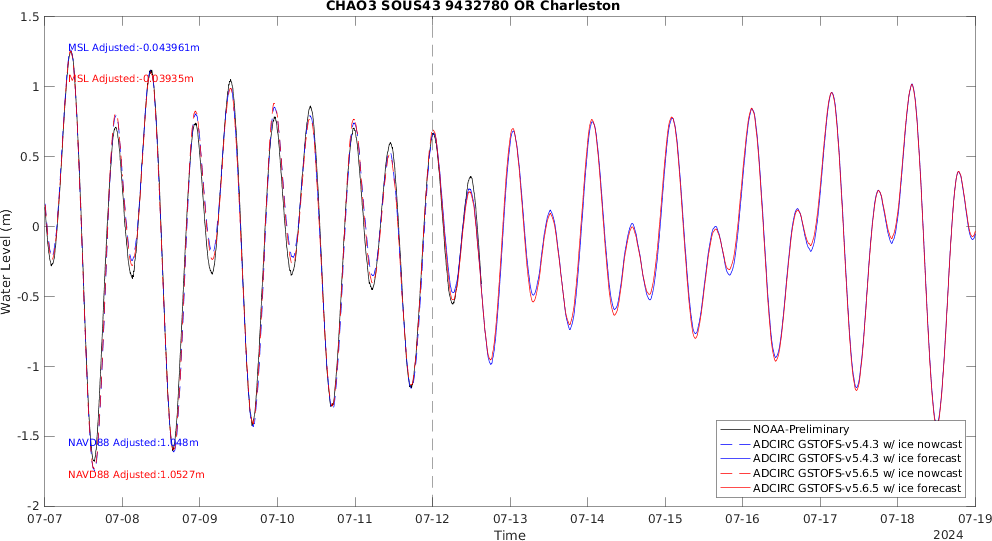 CHAO3 SOUS43 9432780 OR Charleston
1.5
MSL Adjusted:-0.043961m
MSL Adjusted:-0.03935m
1
0.5
0
-0.5
-1
-1.5
-2
Water Level (m)
NAVD88 Adjusted:1.048m
NAVD88 Adjusted:1.0527m
NOAA-Preliminary
ADCIRC GSTOFS-v5.4.3 w/ ice nowcast
ADCIRC GSTOFS-v5.4.3 w/ ice forecast
ADCIRC GSTOFS-v5.6.5 w/ ice nowcast
ADCIRC GSTOFS-v5.6.5 w/ ice forecast
07-07 07-08 07-09 07-10 07-11 07-12 07-13 07-14 07-15 07-16 07-17 07-18 07-19
Time
2024